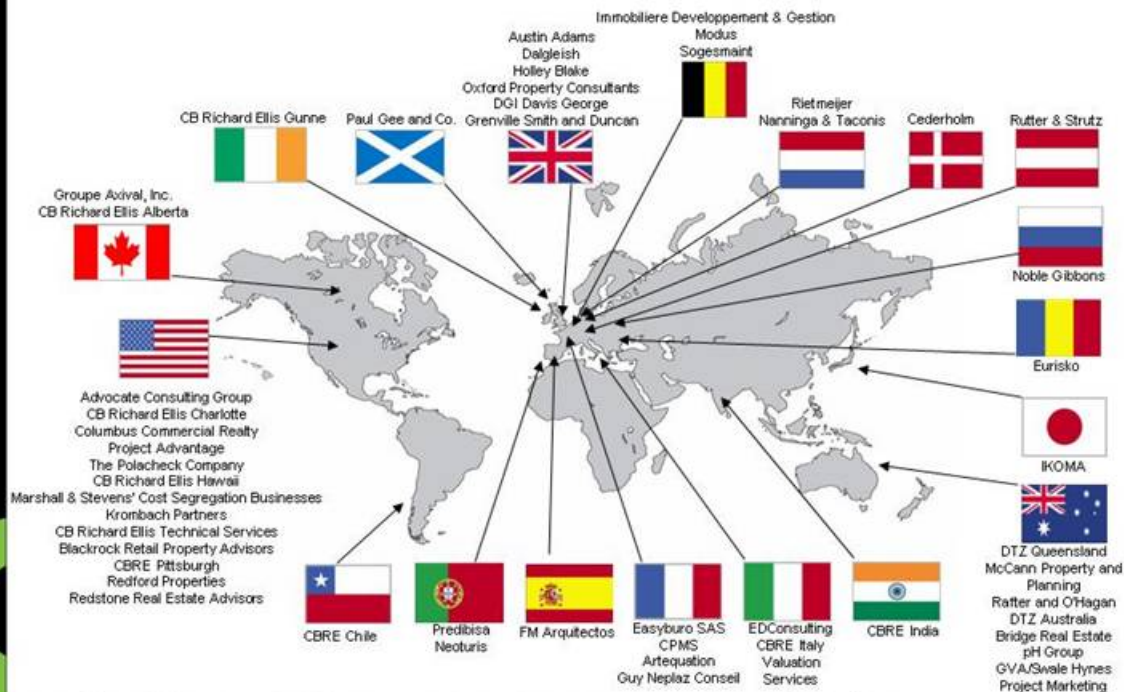 Immobiliere Developpement & Gestion
Modus
Sogesmaint
Austin Adams
Dalgleish
Holley Blake
Oxford Property Consultants
DGI Davis George
Grenville Smith and Duncan
CB Richard Ellis Gunne
Paul Gee and Co.
Rietmeijer
Nanninga & Taconis
Cederholm
Rutter & Strutz
Groupe Axival, Inc.
CB Richard Ellis Alberta
Noble Gibbons
Eurisko
Advocate Consulting Group
CB Richard Ellis Charlotte
Columbus Commercial Realty
Project Advantage
The Polacheck Company
CB Richard Ellis Hawaii
Marshall & Stevens' Cost Segregation Businesses
Krombach Partners
CB Richard Ellis Technical Services
Blackrock Retail Property Advisors
CBRE Pittsburgh
Redford Properties
Redstone Real Estate Advisors
IKOMA
CBRE Chile
Predibisa
Neoturis
FM Arquitectos
Easyburo SAS
CPMS
Artequation
Guy Neplaz Conseil
EDConsulting
CBRE Italy
Valuation
Services
CBRE India
DTZ Queensland
McCann Property and
Planning
Rafter and O'Hagan
DTZ Australia
Bridge Real Estate
pH Group
GVA/Swale Hynes
Project Marketing